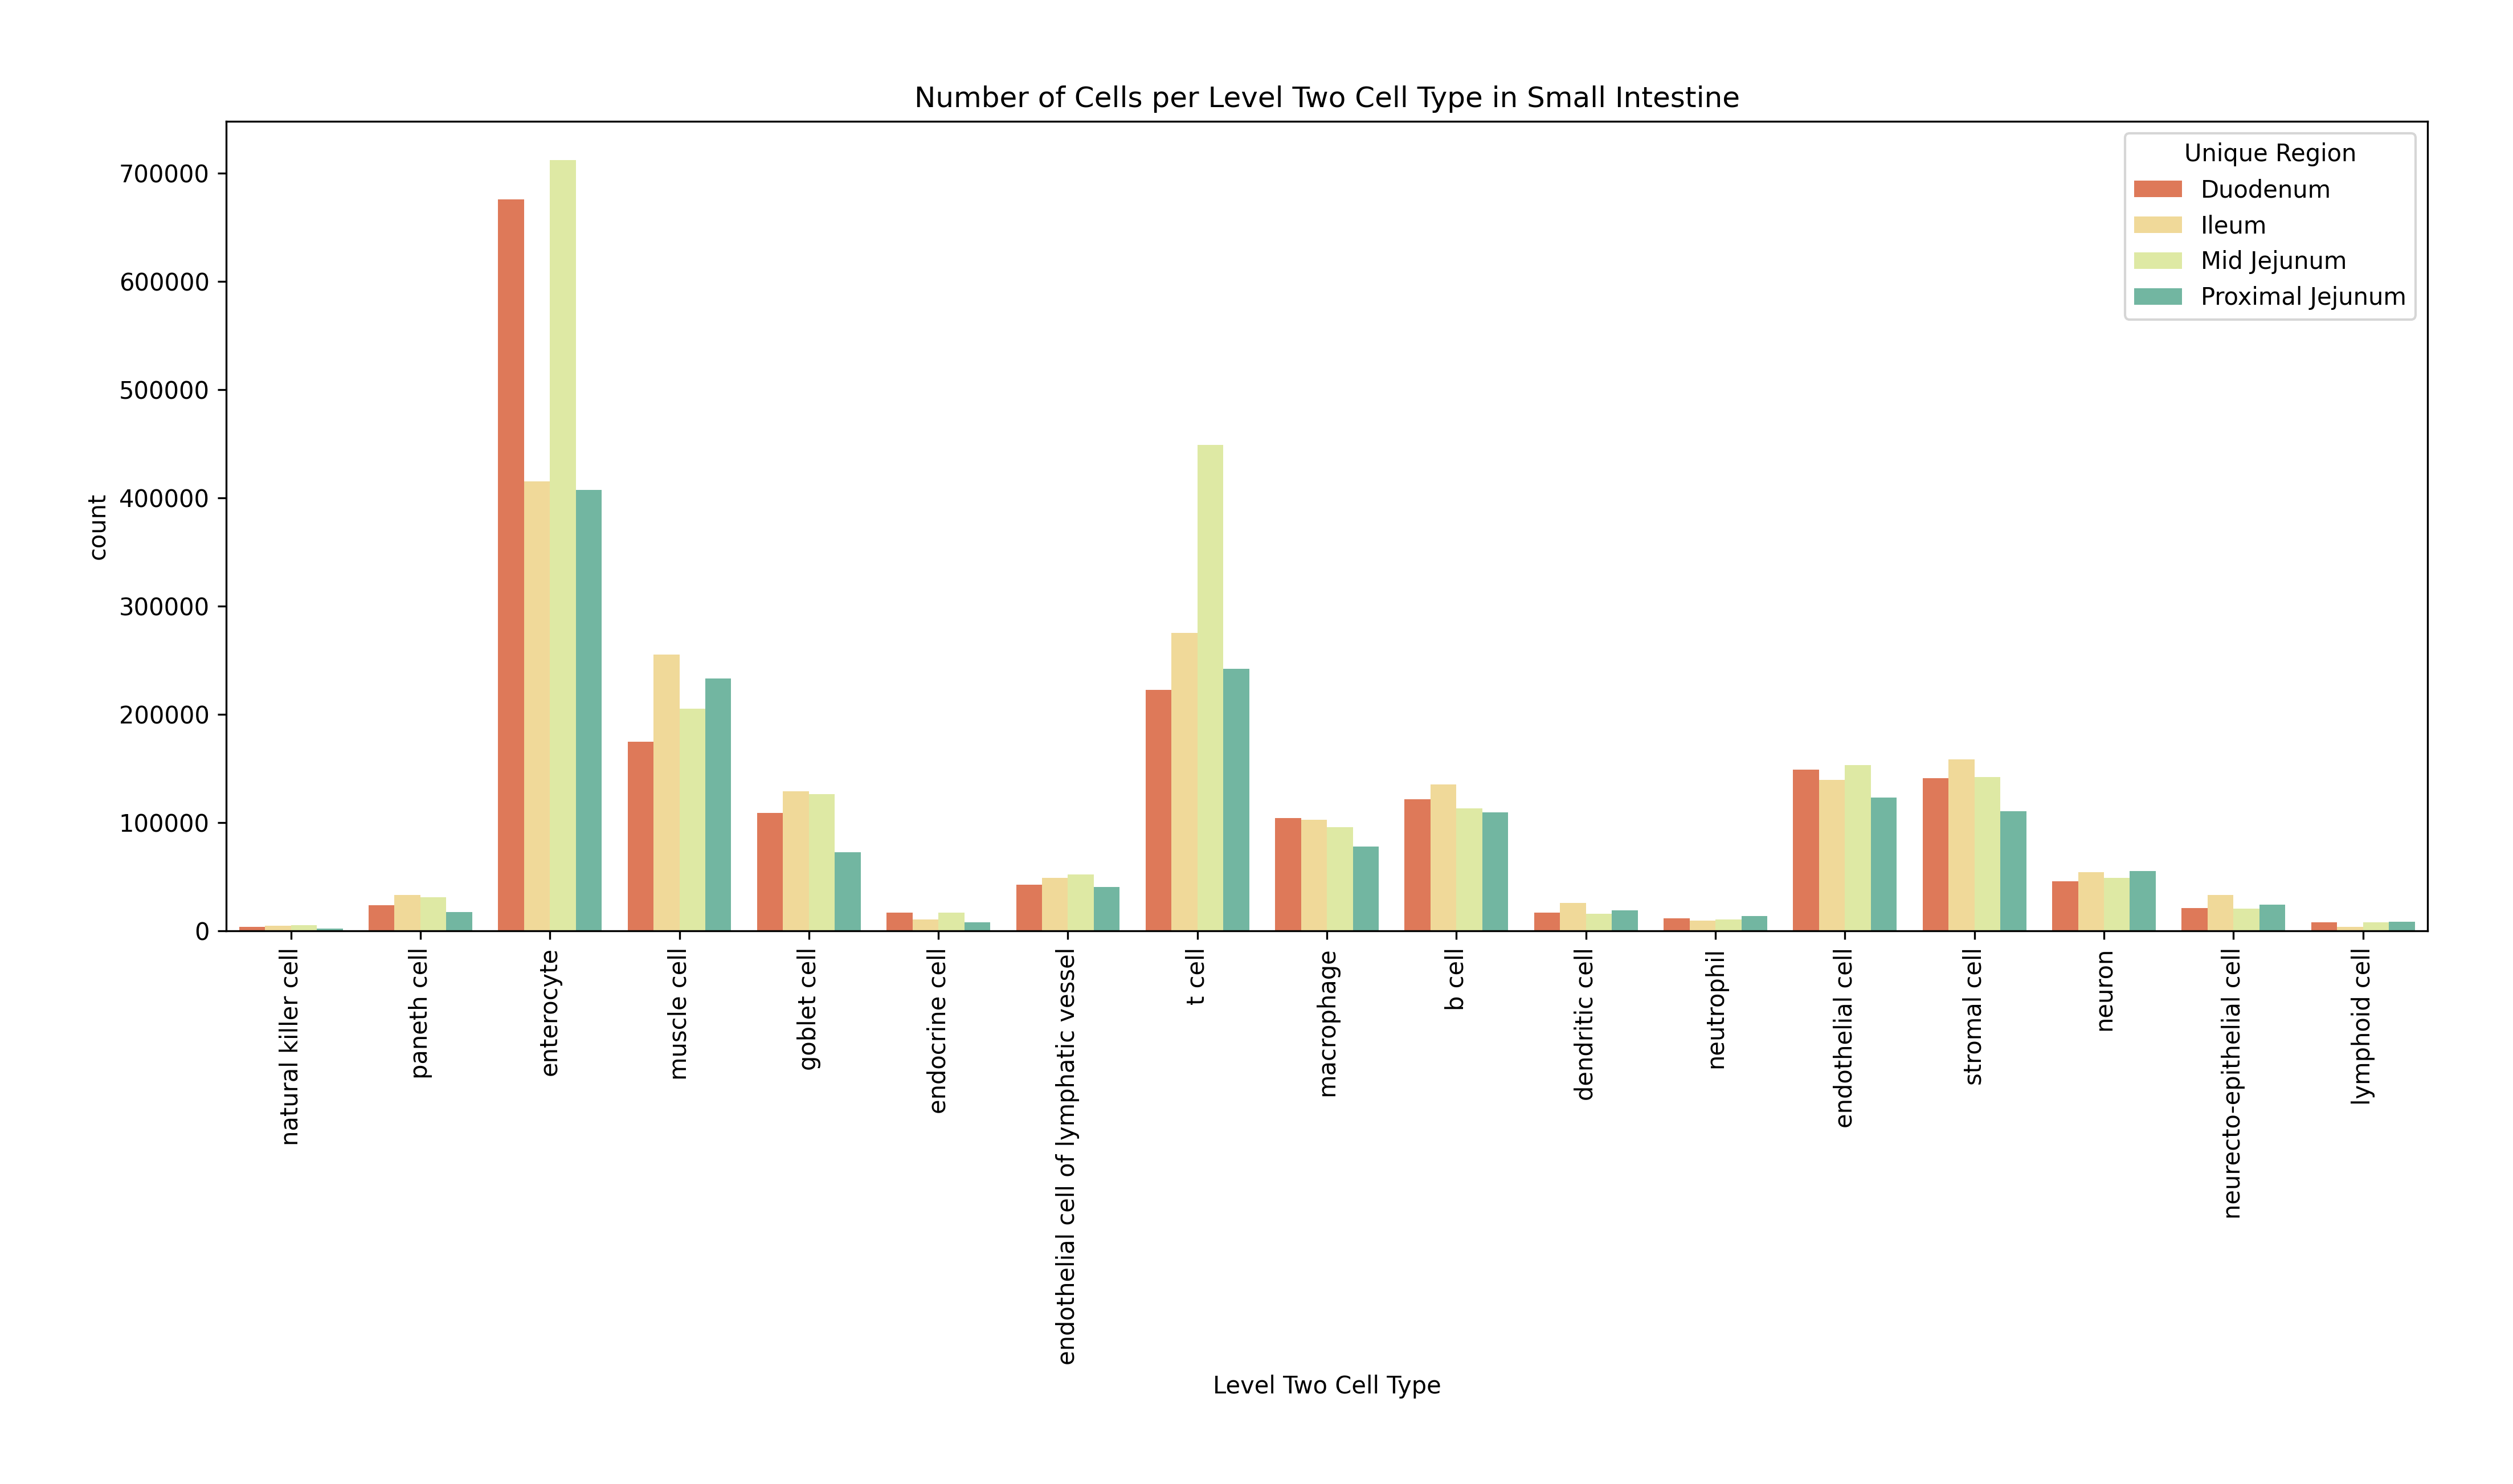 Number of Cells per Level Two Cell Type in Small Intestine
Unique Region
Duodenum
Ileum
Mid Jejunum
Proximal Jejunum
count
700000
600000
500000
400000
300000
200000
100000
0
natural killer cell
paneth cell
enterocyte
muscle cell
goblet cell
endocrine cell
endothelial cell of lymphatic vessel
t cell
macrophage
b cell
dendritic cell
neutrophil
endothelial cell
stromal cell
neuron
neurecto-epithelial cell
lymphoid cell
Level Two Cell Type